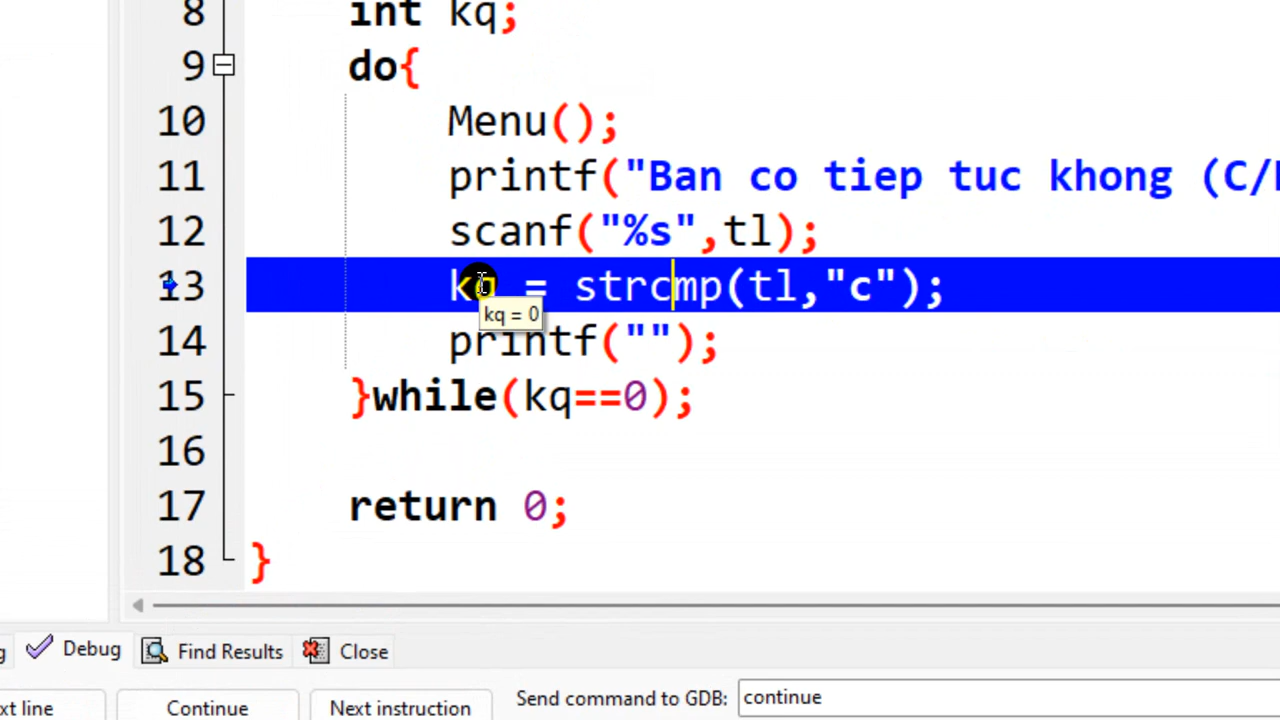 8 int kq;
9 do{
10 Menu();
11 printf("Ban co tiep tuc khong (C/
12 scanf("%s",tl);
13 kq = strcmp(tl,"c");
kq = 0
14 printf("");
15 }while(kq==0);
16
17 return 0;
18 }
Debug Find Results Close
line Continue Next instruction Send command to GDB: continue